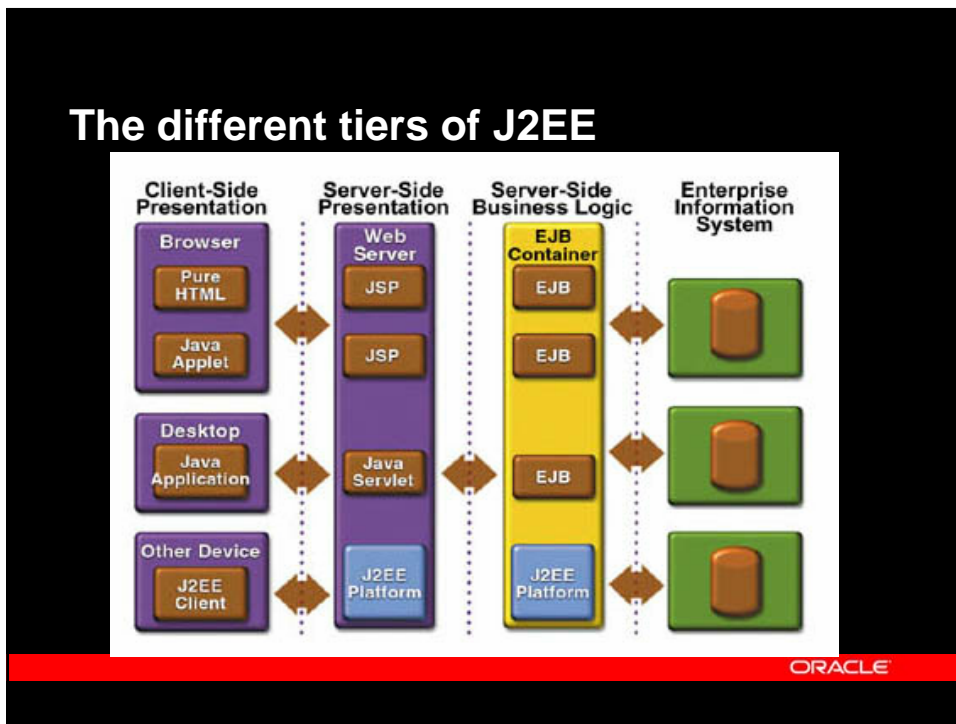 The different tiers of J2EE
Client-Side
Presentation
Server-Side
Presentation
Server-Side
Business Logic
Enterprise
Information
System
Browser
Pure
HTML
Java
Applet
Desktop
Java
Application
Other Device
J2EE
Client
Web
Server
JSP
JSP
Java
Servlet
J2EE
Platform
EJB
Container
EJB
EJB
EJB
J2EE
Platform
ORACLE